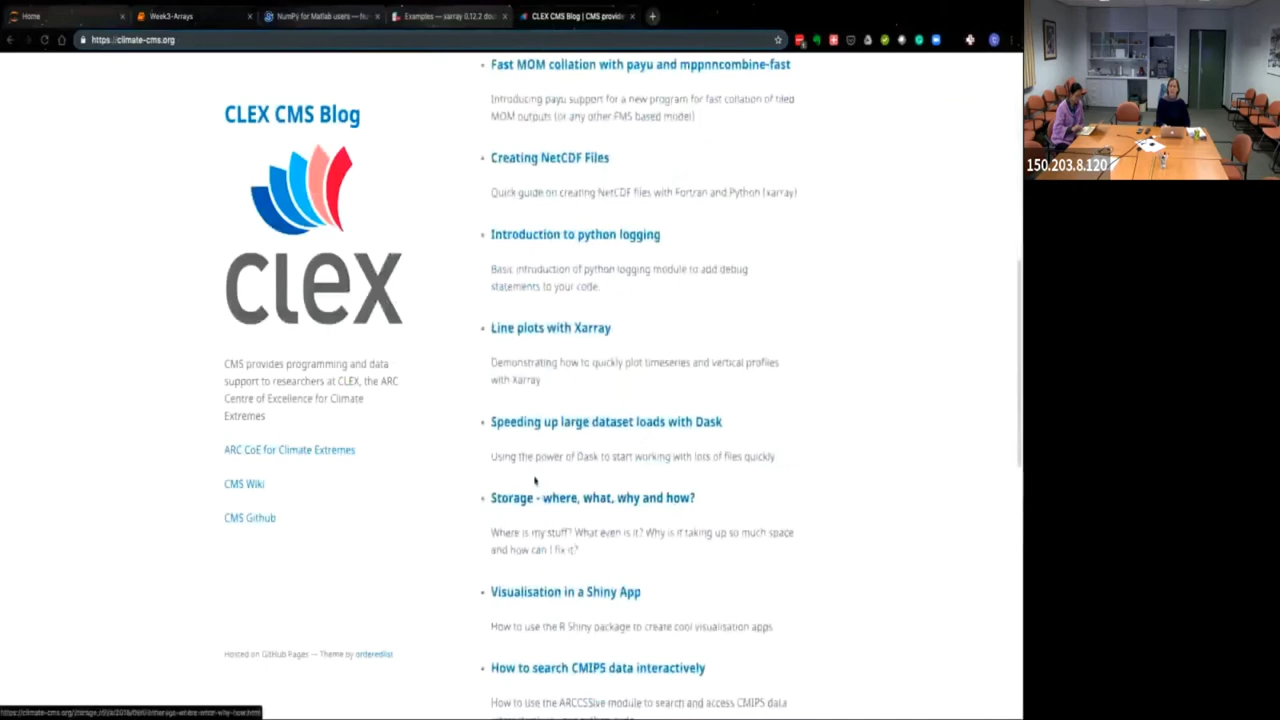 Home
Week3-Arrays
NumPy for Matlab users — Nu
Examples — xarray 0.12.2 doc
CLEX CMS Blog | CMS provide
https://climate-cms.org
CLEX CMS Blog
clex
CMS provides programming and data
support to researchers at CLEX, the ARC
Centre of Excellence for Climate
Extremes
ARC CoE for Climate Extremes
CMS Wiki
CMS Github
Hosted on GitHub Pages — Theme by orderedlist
Fast MOM collation with payu and mppnncombine-fast
Introducing payu support for a new program for fast collation of tiled
MOM outputs (or any other FMS based model)
Creating NetCDF Files
Quick guide on creating NetCDF files with Fortran and Python (xarray)
Introduction to python logging
Basic introduction of python logging module to add debug
statements to your code.
Line plots with Xarray
Demonstrating how to quickly plot timeseries and vertical profiles
with Xarray
Speeding up large dataset loads with Dask
Using the power of Dask to start working with lots of files quickly
Storage - where, what, why and how?
Where is my stuff? What even is it? Why is it taking up so much space
and how can I fix it?
Visualisation in a Shiny App
How to use the R Shiny package to create cool visualisation apps
How to search CMIP5 data interactively
How to use the ARCCSSive module to search and access CMIP5 data
150.203.8.120